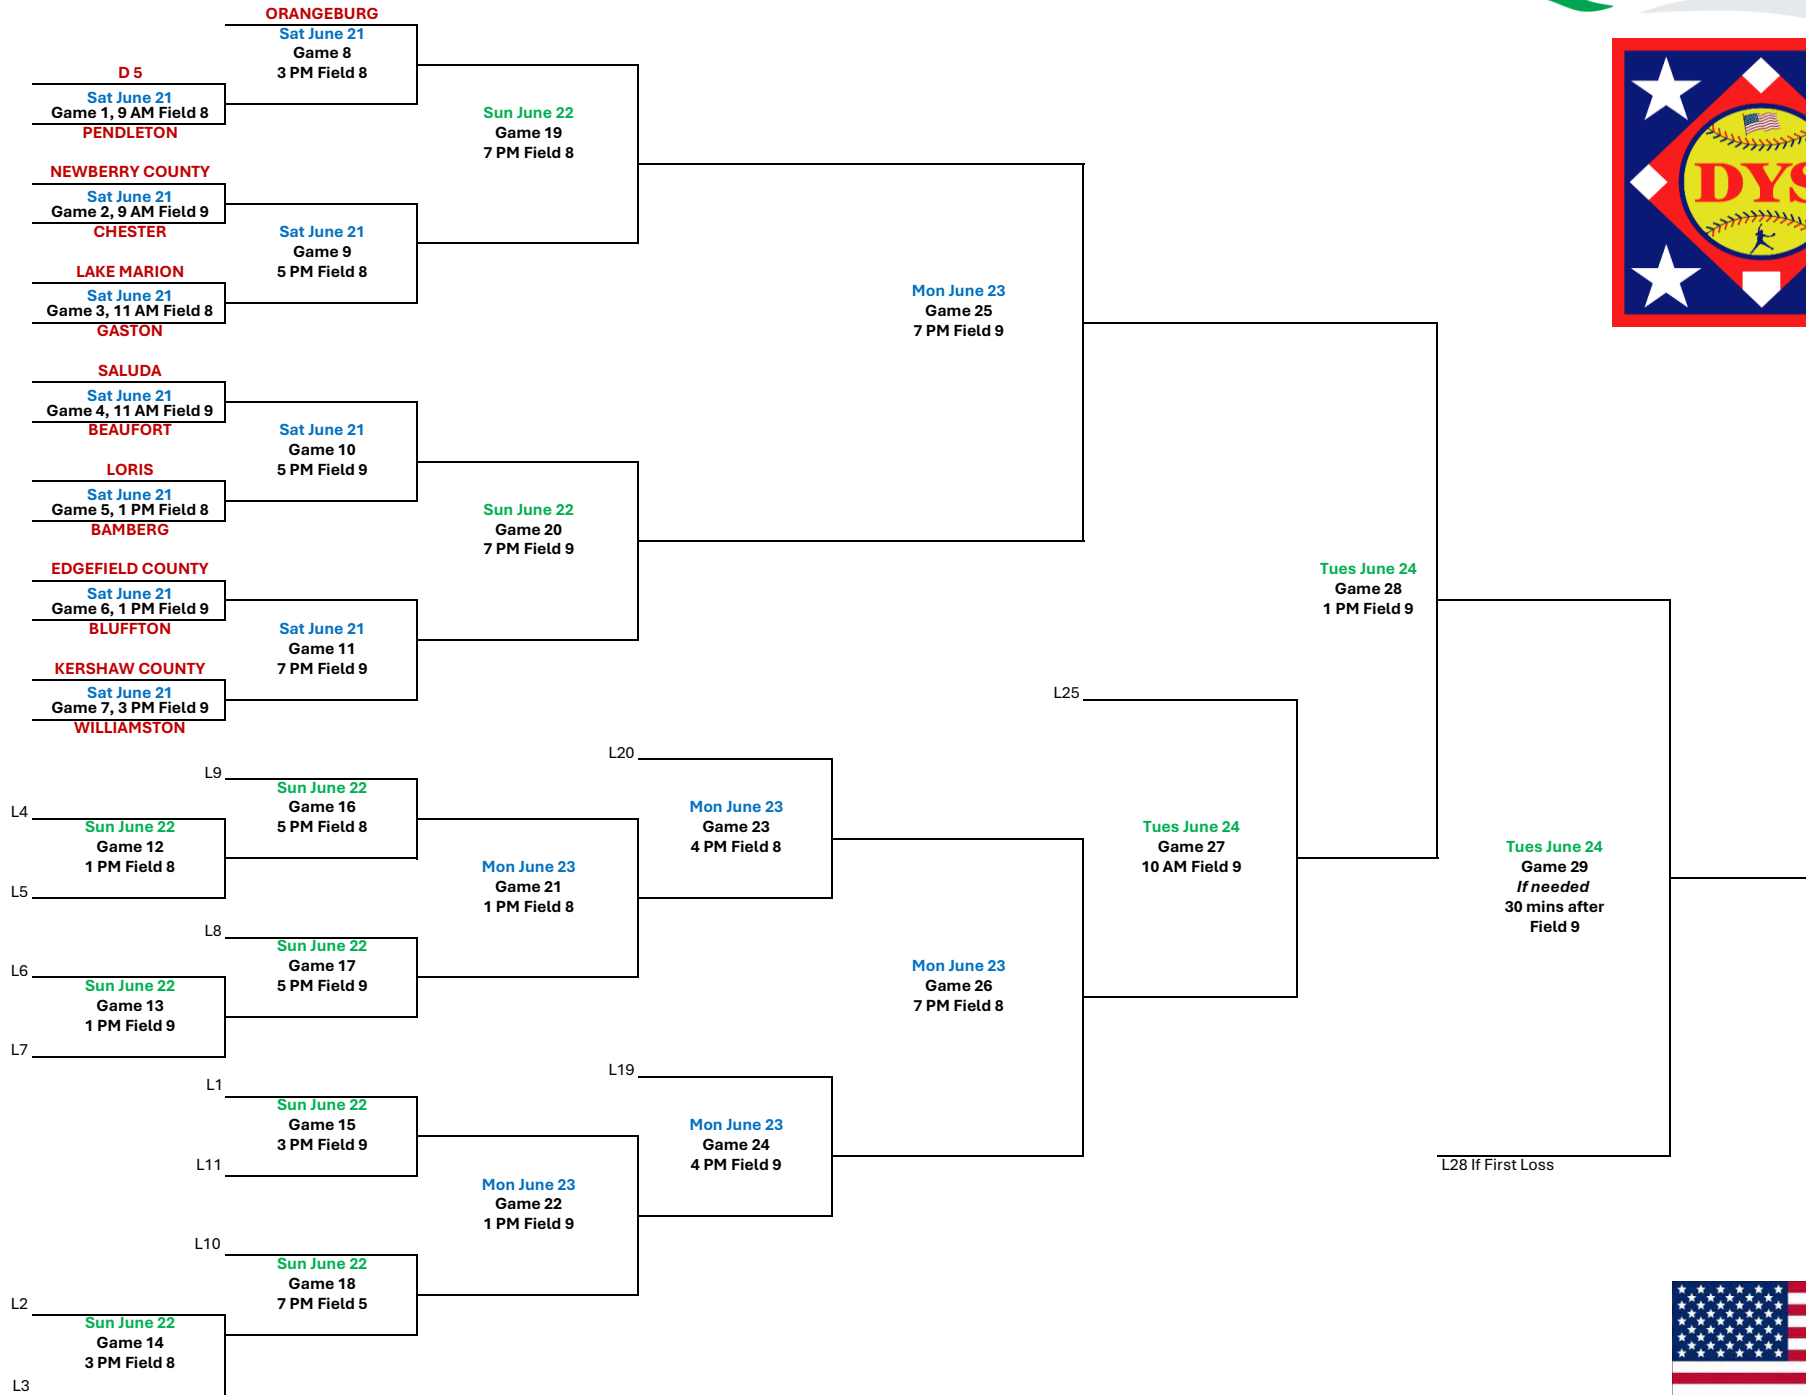 ORANGEBURG
Sat June 21
Game 8
3 PM Field 8
D 5
Sat June 21
Game 1, 9 AM Field 8
PENDLETON
Sun June 22
Game 19
7 PM Field 8
NEWBERRY COUNTY
Sat June 21
Game 2, 9 AM Field 9
CHESTER
Sat June 21
Game 9
5 PM Field 8
LAKE MARION
Sat June 21
Game 3, 11 AM Field 8
GASTON
Mon June 23
Game 25
7 PM Field 9
SALUDA
Sat June 21
Game 4, 11 AM Field 9
BEAUFORT
Sat June 21
Game 10
5 PM Field 9
LORIS
Sat June 21
Game 5, 1 PM Field 8
BAMBERG
Sun June 22
Game 20
7 PM Field 9
EDGEFIELD COUNTY
Sat June 21
Game 6, 1 PM Field 9
BLUFFTON
Sat June 21
Game 11
7 PM Field 9
KERSHAW COUNTY
Sat June 21
Game 7, 3 PM Field 9
WILLIAMSTON
Tues June 24
Game 28
1 PM Field 9
L25
L20
L9
Sun June 22
Game 16
5 PM Field 8
L4
Sun June 22
Game 12
1 PM Field 8
L5
Mon June 23
Game 23
4 PM Field 8
Mon June 23
Game 21
1 PM Field 8
Tues June 24
Game 27
10 AM Field 9
Tues June 24
Game 29
If needed
30 mins after
Field 9
L8
Sun June 22
Game 17
5 PM Field 9
L6
Sun June 22
Game 13
1 PM Field 9
L7
Mon June 23
Game 26
7 PM Field 8
L19
L1
Sun June 22
Game 15
3 PM Field 9
L11
Mon June 23
Game 24
4 PM Field 9
L28 If First Loss
Mon June 23
Game 22
1 PM Field 9
L10
Sun June 22
Game 18
7 PM Field 5
L2
Sun June 22
Game 14
3 PM Field 8
L3
DYS